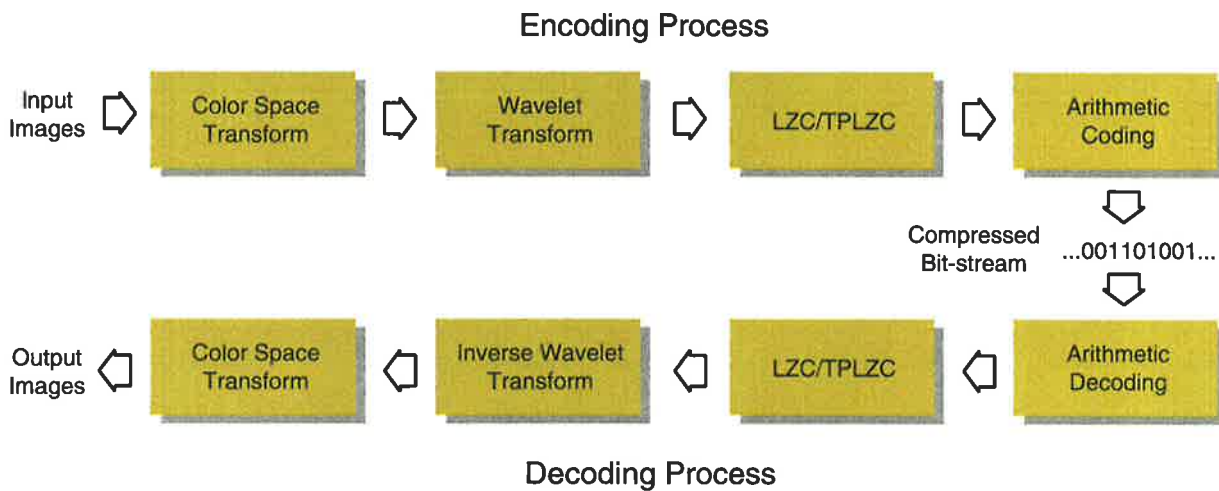 Encoding Process
Input
Images
Color Space
Transform
Wavelet
Transform
LZC/TPLZC
Arithmetic
Coding
Compressed
Bit-stream
...001101001...
Output
Images
Color Space
Transform
Inverse Wavelet
Transform
LZC/TPLZC
Arithmetic
Decoding
Decoding Process